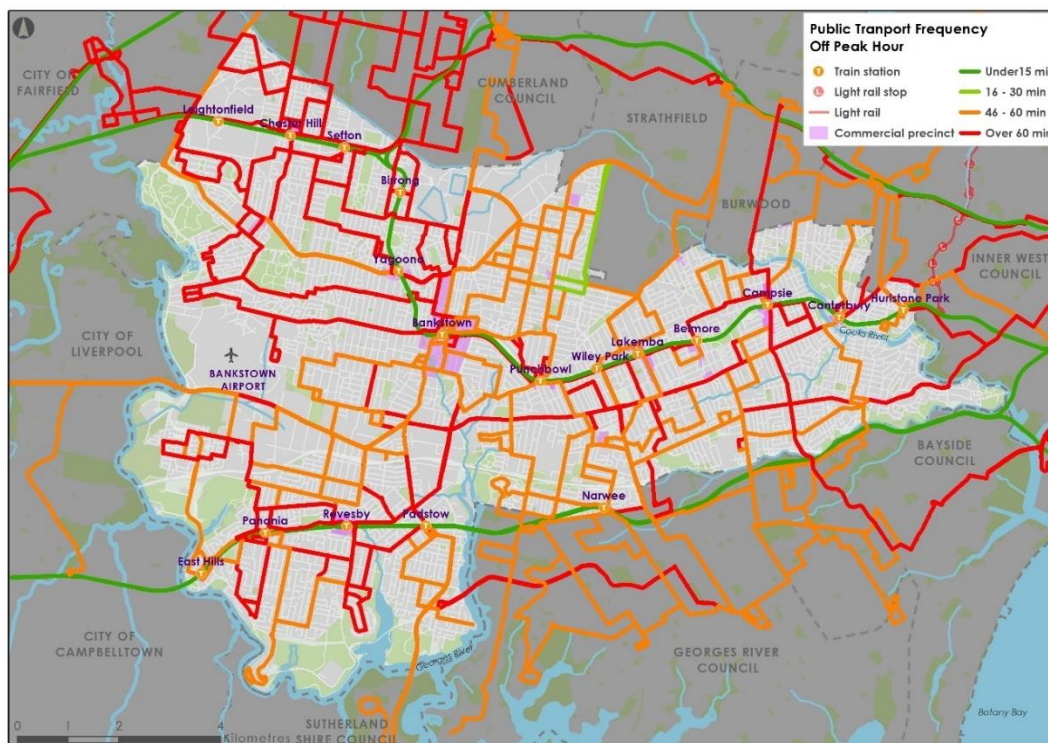 Public Tranport Frequency
Off Peak Hour
Train station
Under15 mi
Light rail stop
16 - 30 min
Light rail
46 - 60 min
Commercial precinct
Over 60 min
CITY OF
FAIRFIELD
CUMBERLAND
COUNCIL
STRATHFIELD
Leightonfield
Chester Hill
Sefton
Birrong
BURWOOD
INNER WEST
COUNCIL
Yagoona
Campsie
Canterbury
Hurlstone Park
Bankstown
Belmore
Lakemba
Cooks River
CITY OF
LIVERPOOL
Wiley Park
BANKSTOWN
AIRPORT
Punchbowl
BAYSIDE
COUNCIL
Narwee
Panania
Revesby
Padstow
East Hills
CITY OF
CAMPBELLTOWN
Georges River
GEORGES RIVER
COUNCIL
Botany Bay
0 1 2 4
Kilometres
SUTHERLAND
SHIRE COUNCIL